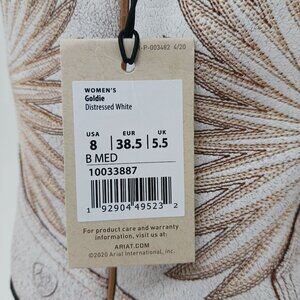 -P-003482 4/20
WOMEN'S
Goldie
Distressed White
USA EUR UK
8 38.5 5.5
B MED
10033887
1 92904 49523 2
For product care and warranty
information, visit us at:
ARIAT.COM
©2020 Ariat International, Inc.